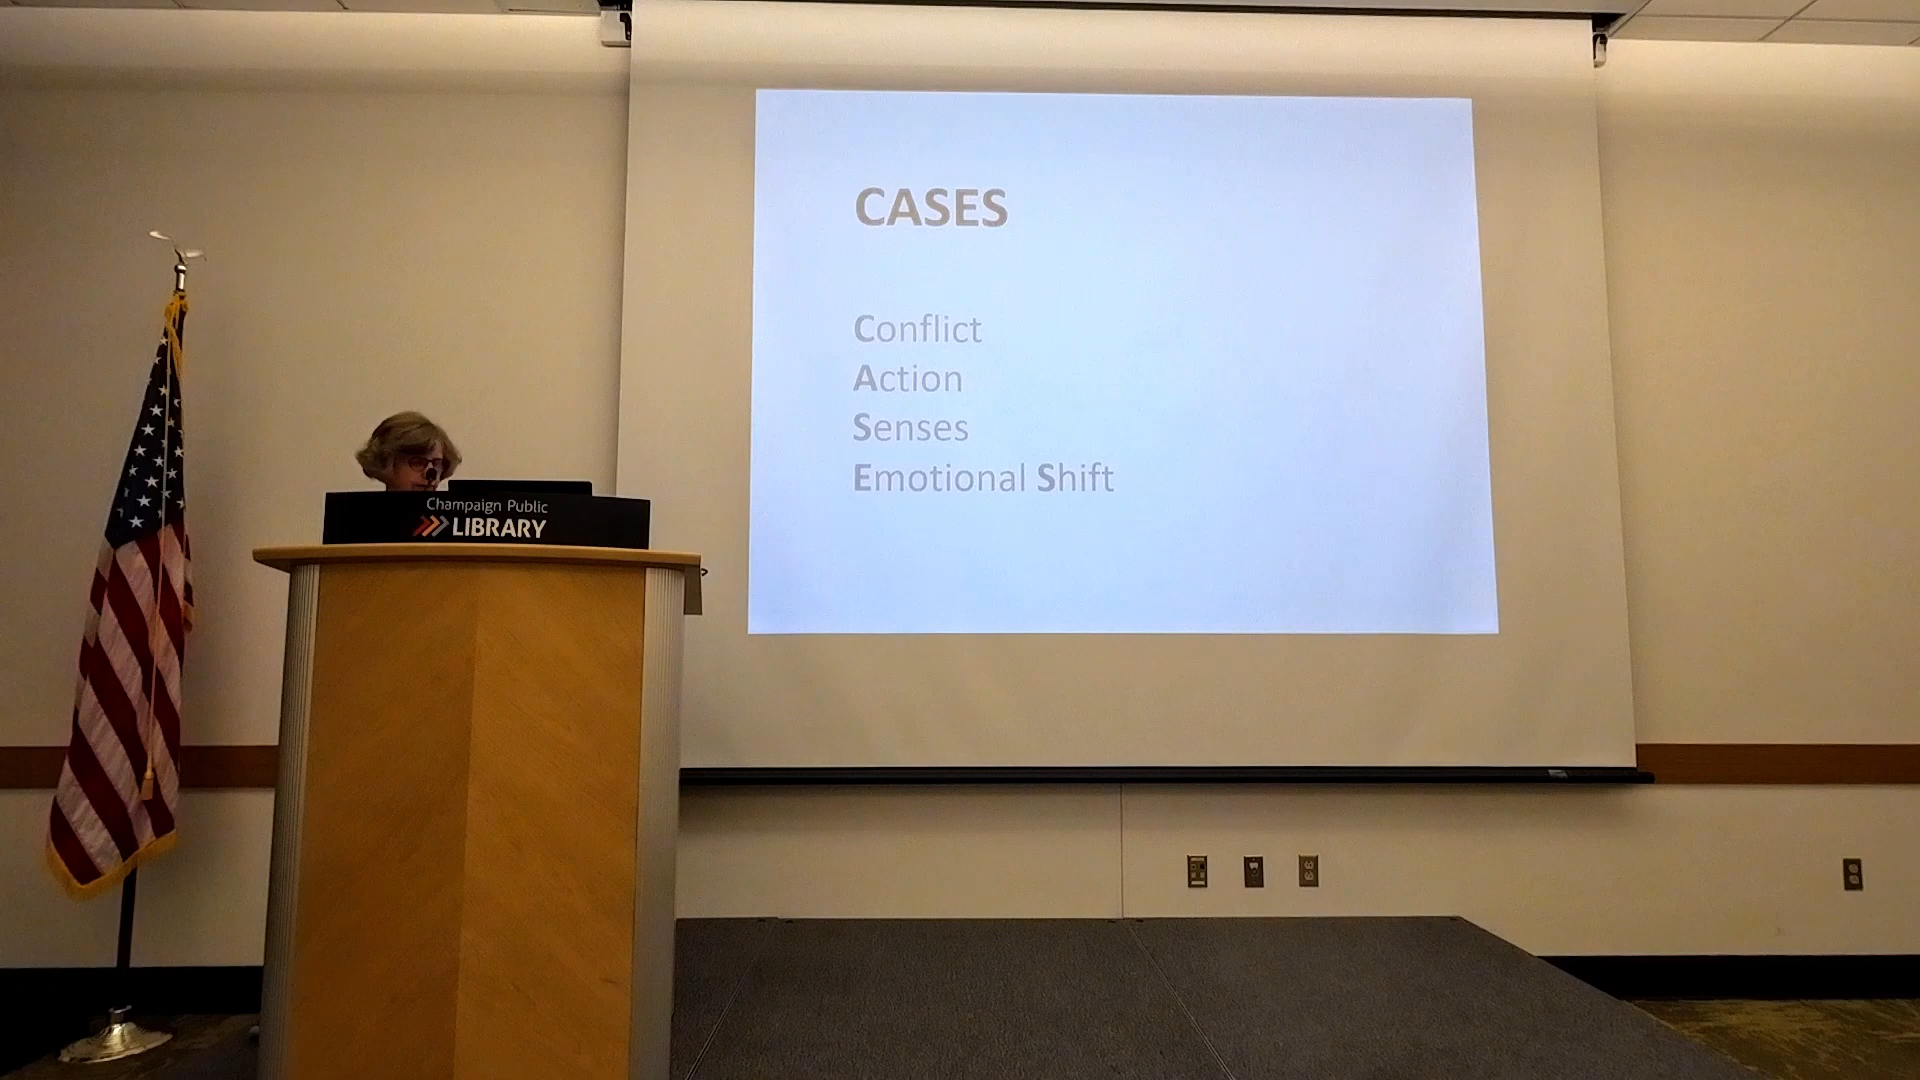 CASES
Conflict
Action
Senses
Emotional Shift
Champaign Public
LIBRARY